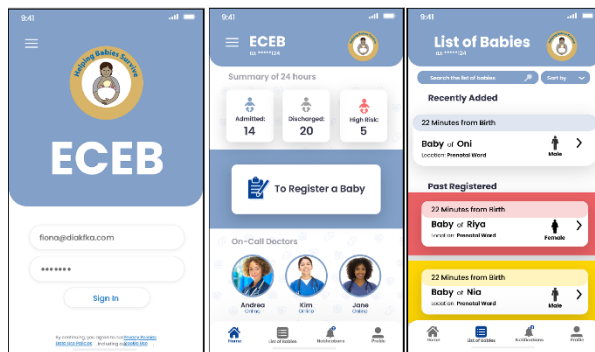 9:41
Helping Babies Survive
ECEB
fiona@diakfka.com
Sign In
By continuing, you agree to our Privacy Policies
including our
9:41
ECEB
Summary of 24 hours
Admitted: Discharged: High Risk:
14 20 5
To Register a Baby
On-Call Doctors
Andrea Kim Jane
Online Online Online
Home List of babies Notifications Profile
9:41
List of Babies
Search the list of babies Sort by
Recently Added
22 Minutes from Birth
Baby of Oni
Location: Prenatal Ward Male
Past Registered
22 Minutes from Birth
Baby of Riya
Location: Prenatal Ward Female
22 Minutes from Birth
Baby of Nia
Location: Prenatal Ward Male
Home List of babies Notifications Profile